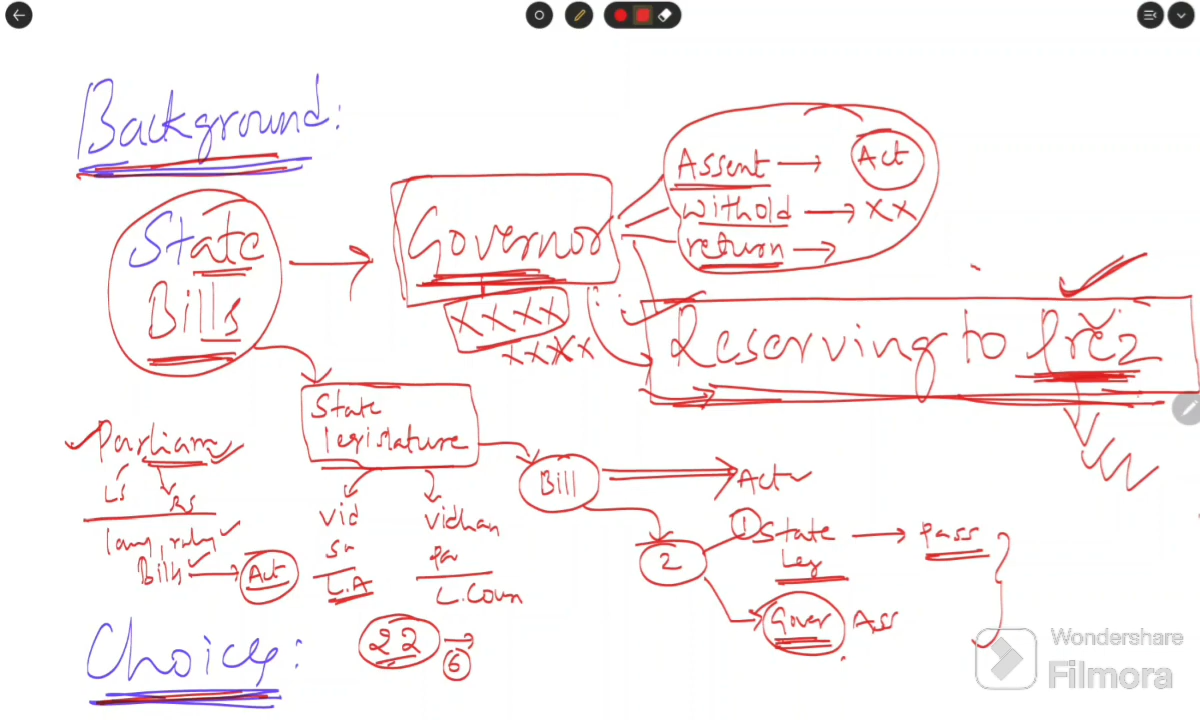 Background:
State
Bills
Governor
Assent → Act
withold → XX
return →
XXXX
XXXX
Reserving to Prez
State
legislature
Parliam
LS RS
Bills → Act
Bill
Act
vid
sa
L.A
vidhan
pa
L. Coun
2
① State → pass
Leg
Gover Ass
Choice:
22 → 6
Wondershare
Filmora